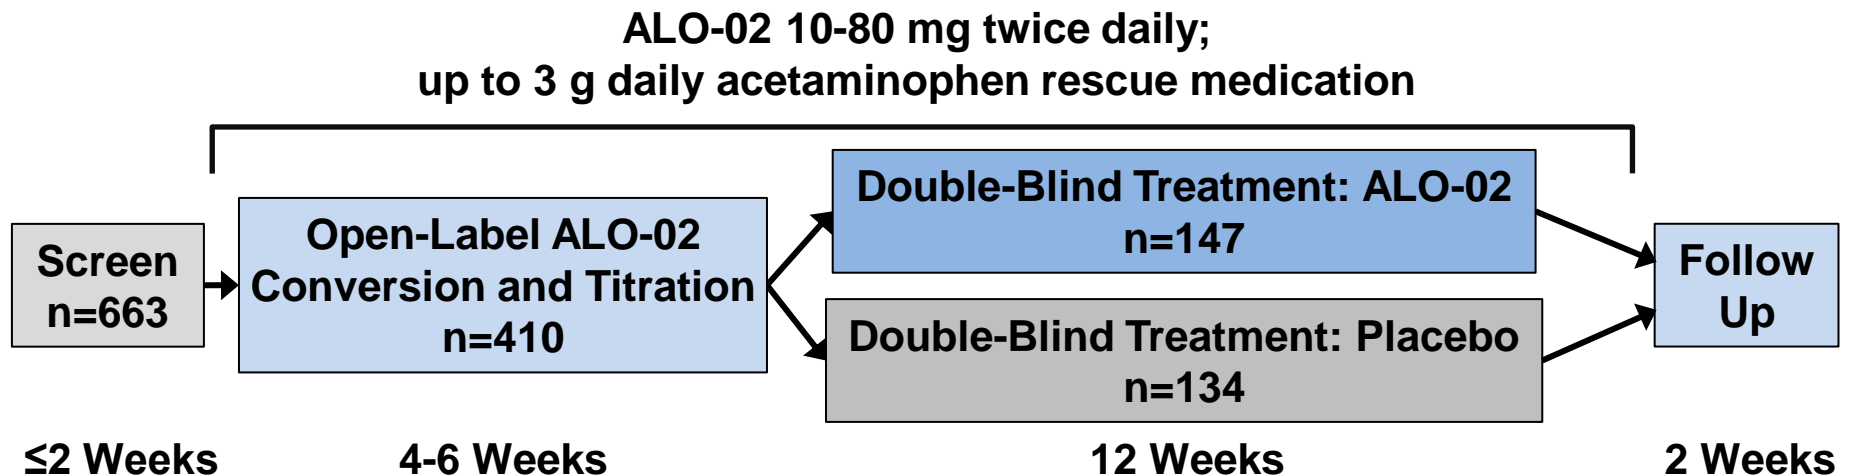 ALO-02 10-80 mg twice daily;
up to 3 g daily acetaminophen rescue medication
Screen
n=663
Open-Label ALO-02
Conversion and Titration
n=410
Double-Blind Treatment: ALO-02
n=147
Double-Blind Treatment: Placebo
n=134
Follow
Up
≤2 Weeks
4-6 Weeks
12 Weeks
2 Weeks